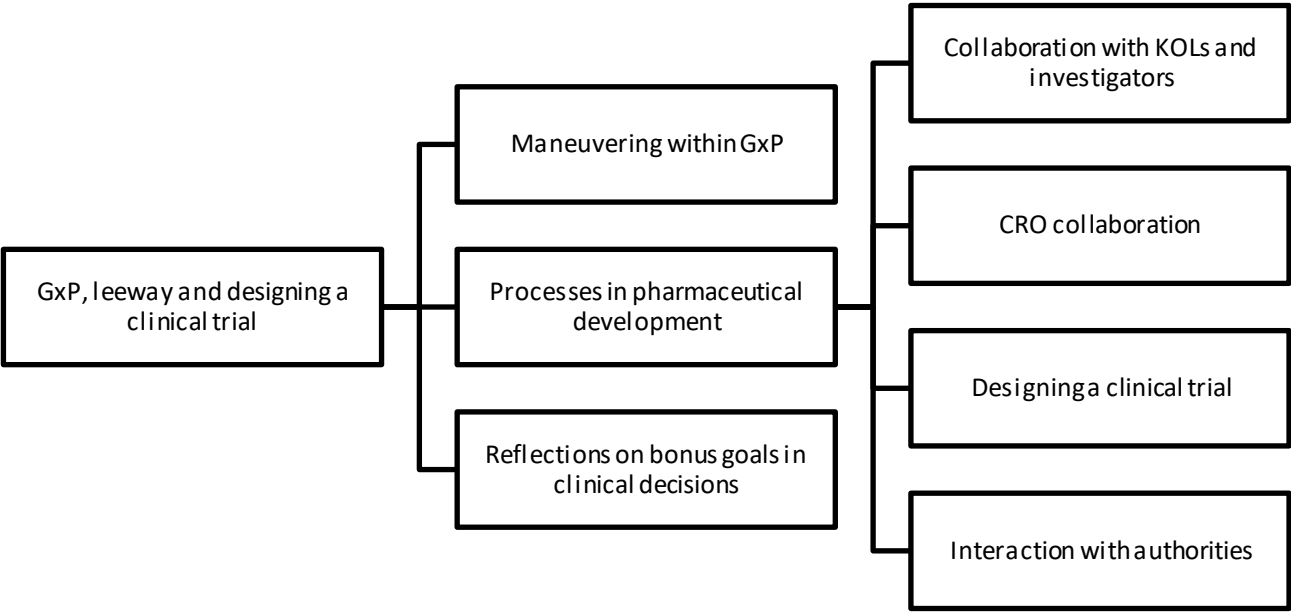 GxP, leeway and designing a
clinical trial
Maneuvering within GxP
Processes in pharmaceutical
development
Reflections on bonus goals in
clinical decisions
Collaboration with KOLs and
investigators
CRO collaboration
Designing a clinical trial
Interaction with authorities